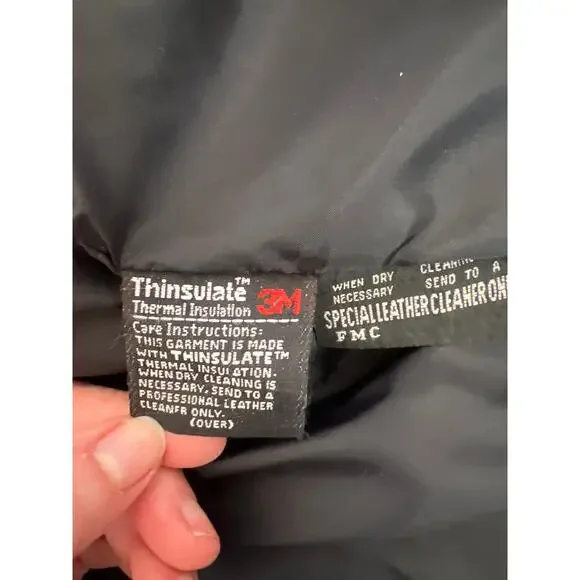 Thinsulate™ 3M
Thermal Insulation
Care Instructions:
THIS GARMENT IS MADE
WITH THINSULATE™
THERMAL INSULATION.
WHEN DRY CLEANING IS
NECESSARY, SEND TO A
PROFESSIONAL LEATHER
CLEANER ONLY.
(OVER)
WHEN DRY CLEANING
NECESSARY SEND TO A
SPECIAL LEATHER CLEANER ON
FMC